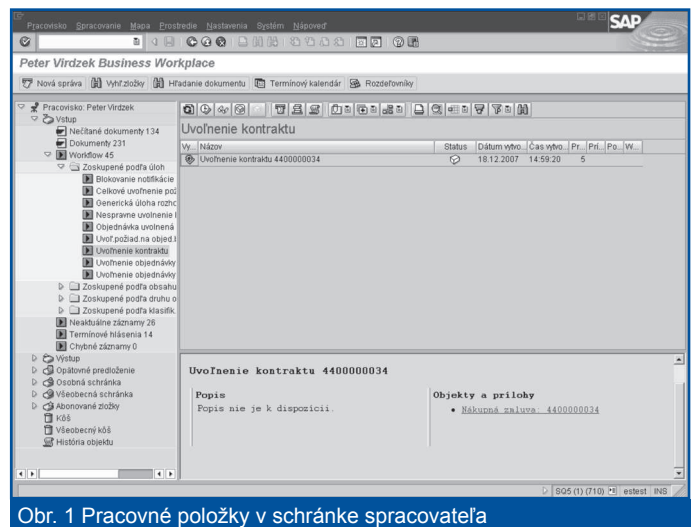 Pracovisko Spracovanie Mapa Prostredie Nastavenia Systém Nápoveď
SAP
Peter Virdzek Business Workplace
Nová správa Vyhľ.zložky Hľadanie dokumentu Termínový kalendár Rozdeľovníky
Pracovisko: Peter Virdzek
Vstup
Nečítané dokumenty 134
Dokumenty 231
Workflow 45
Zoskupené podľa úloh
Blokovanie notifikácie
Celkové uvoľnenie pož
Generická úloha rozhc
Nespravne uvolnenie
Objednávka uvolnená
Uvoľ.požiad.na objed.
Uvoľnenie kontraktu
Uvoľnenie objednávky
Uvoľnenie objednávky
Zoskupené podľa obsahu
Zoskupené podľa druhu o
Zoskupené podľa klasifik.
Neaktuálne záznamy 26
Termínové hlásenia 14
Chybné záznamy 0
Výstup
Opätovné predloženie
Osobná schránka
Všeobecná schránka
Abonované zložky
Kôš
Všeobecný kôš
História objektu
Uvoľnenie kontraktu
Vy... Názov Status Dátum vytvo... Čas vytvo... Pr... Prí... Po... W...
Uvoľnenie kontraktu 4400000034 18.12.2007 14:59:20 5
Uvoľnenie kontraktu 4400000034
Popis
Popis nie je k dispozícii.
Objekty a prílohy
• Nákupná zmluva: 4400000034
SQ5 (1) (710) estest INS
Obr. 1 Pracovné položky v schránke spracovateľa